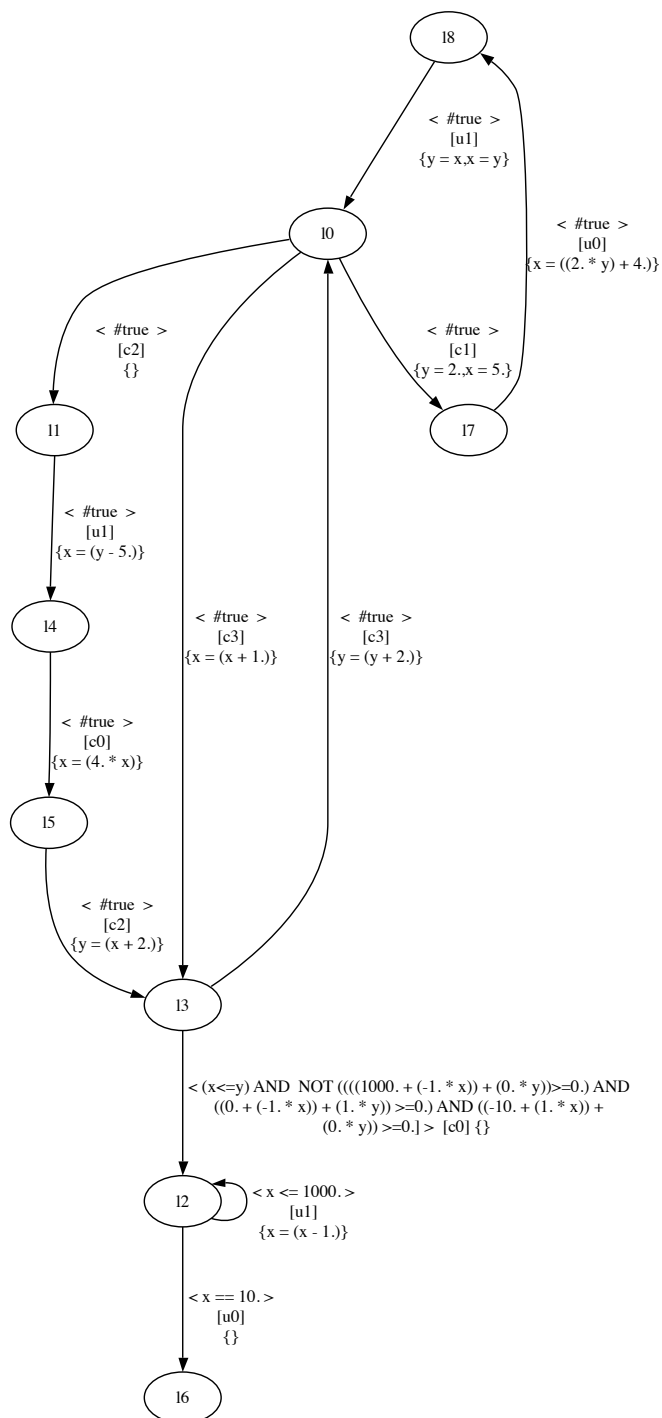 l8
< #true >
[u1]
{y = x,x = y}
l0
< #true >
[u0]
{x = ((2. * y) + 4.)}
< #true >
[c2]
{}
< #true >
[c1]
{y = 2.,x = 5.}
l1
l7
< #true >
[u1]
{x = (y - 5.)}
l4
< #true >
[c3]
{x = (x + 1.)}
< #true >
[c3]
{y = (y + 2.)}
< #true >
[c0]
{x = (4. * x)}
l5
< #true >
[c2]
{y = (x + 2.)}
l3
< (x<=y) AND NOT ((((1000. + (-1. * x)) + (0. * y))>=0.) AND
((0. + (-1. * x)) + (1. * y)) >=0.) AND ((-10. + (1. * x)) +
(0. * y)) >=0.] > [c0] {}
l2
< x <= 1000. >
[u1]
{x = (x - 1.)}
< x == 10. >
[u0]
{}
l6